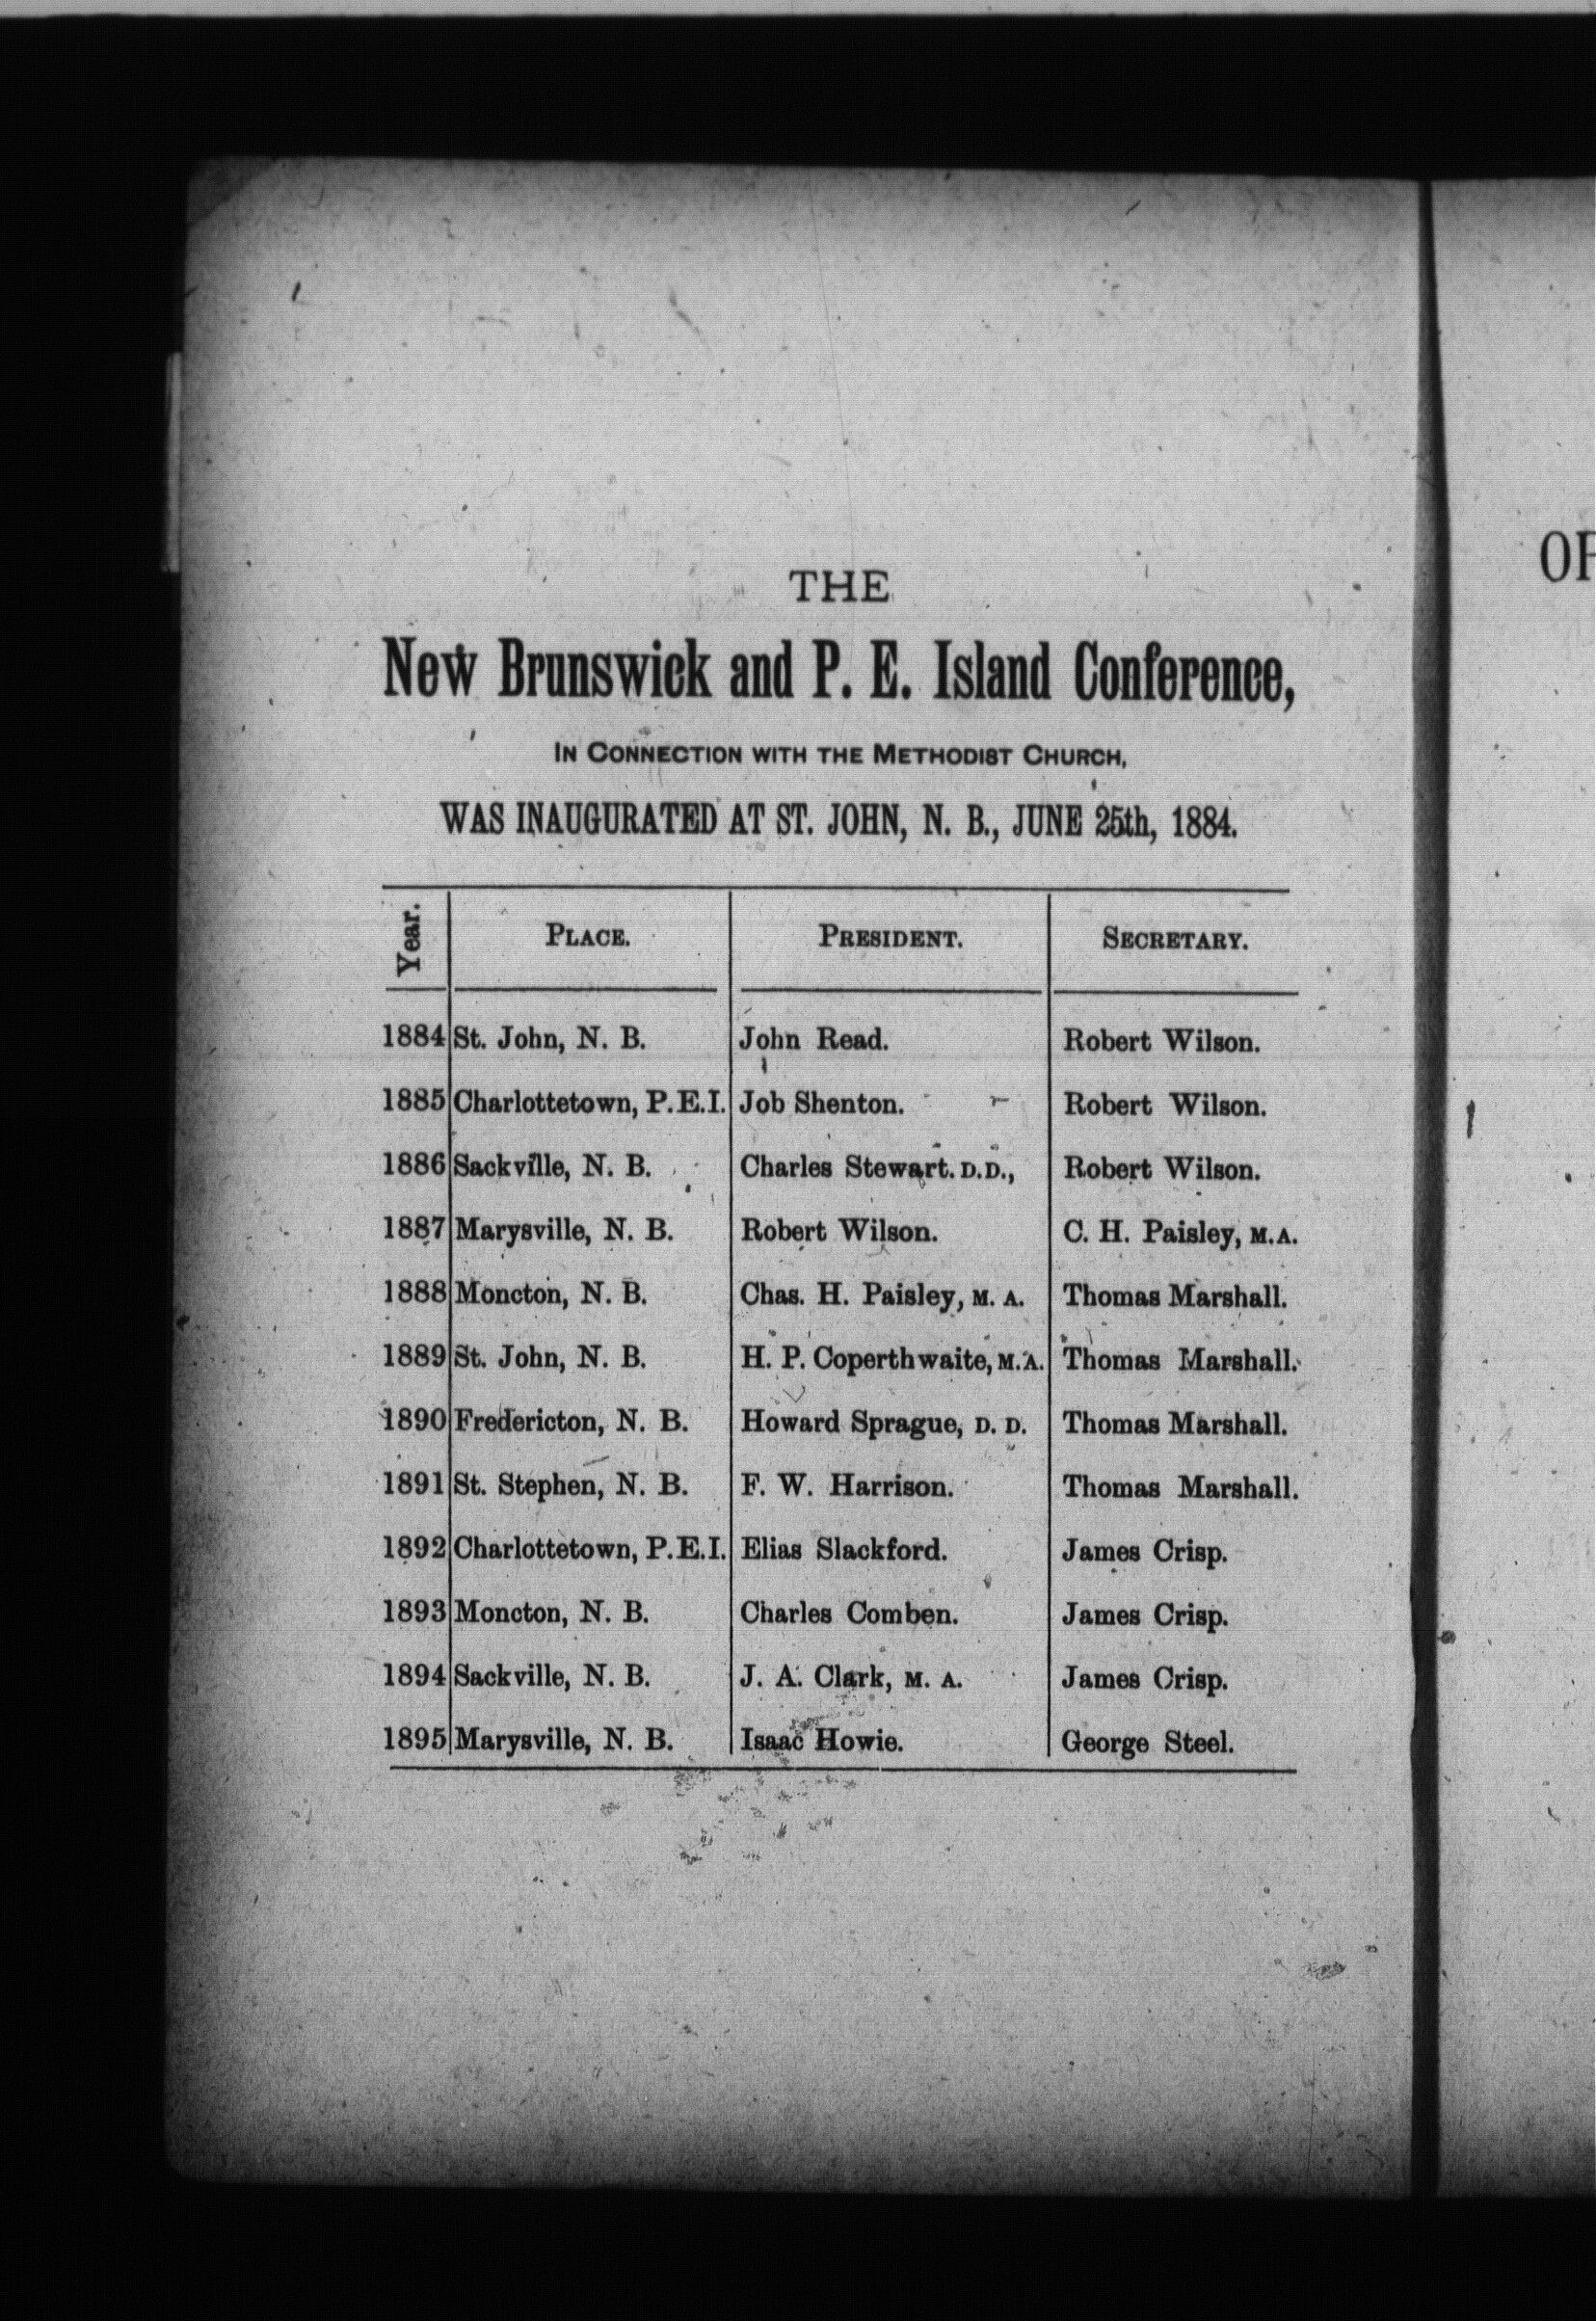 THE
New Brunswick and P. E. Island Conference,
IN CONNECTION WITH THE METHODIST CHURCH,
WAS INAUGURATED AT ST. JOHN, N. B., JUNE 25th, 1884.
Year. PLACE. PRESIDENT. SECRETARY.
1884 St. John, N. B. John Read. Robert Wilson.
1885 Charlottetown, P.E.I. Job Shenton. Robert Wilson.
1886 Sackville, N. B. Charles Stewart. D.D., Robert Wilson.
1887 Marysville, N. B. Robert Wilson. C. H. Paisley, M.A.
1888 Moncton, N. B. Chas. H. Paisley, M. A. Thomas Marshall.
1889 St. John, N. B. H. P. Coperthwaite, M.A. Thomas Marshall.
1890 Fredericton, N. B. Howard Sprague, D. D. Thomas Marshall.
1891 St. Stephen, N. B. F. W. Harrison. Thomas Marshall.
1892 Charlottetown, P.E.I. Elias Slackford. James Crisp.
1893 Moncton, N. B. Charles Comben. James Crisp.
1894 Sackville, N. B. J. A. Clark, M. A. James Crisp.
1895 Marysville, N. B. Isaac Howie. George Steel.
OF